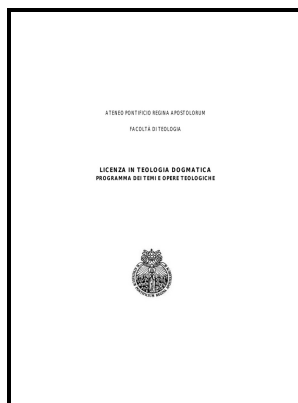 ATENEO PONTIFICIO REGINA APOSTOLORUM
FACOLTÀ DI TEOLOGIA
LICENZA IN TEOLOGIA DOGMATICA
PROGRAMMA DEI TEMI E OPERE TEOLOGICHE